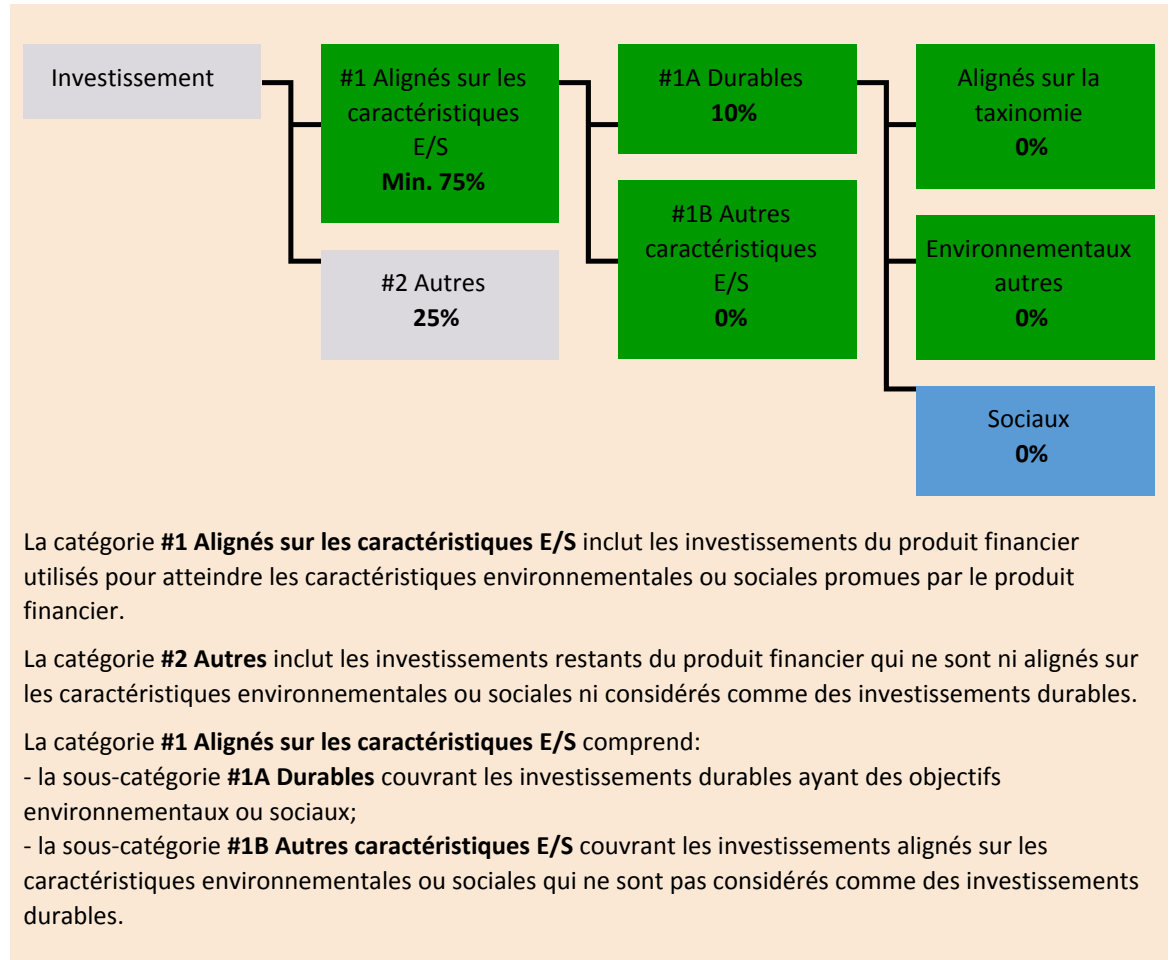 Investissement
#1 Alignés sur les
caractéristiques
E/S
Min. 75%
#2 Autres
25%
#1A Durables
10%
#1B Autres
caractéristiques
E/S
0%
Alignés sur la
taxinomie
0%
Environnementaux
autres
0%
Sociaux
0%
La catégorie #1 Alignés sur les caractéristiques E/S inclut les investissements du produit financier
utilisés pour atteindre les caractéristiques environnementales ou sociales promues par le produit
financier.
La catégorie #2 Autres inclut les investissements restants du produit financier qui ne sont ni alignés sur
les caractéristiques environnementales ou sociales ni considérés comme des investissements durables.
La catégorie #1 Alignés sur les caractéristiques E/S comprend:
- la sous-catégorie #1A Durables couvrant les investissements durables ayant des objectifs
environnementaux ou sociaux;
- la sous-catégorie #1B Autres caractéristiques E/S couvrant les investissements alignés sur les
caractéristiques environnementales ou sociales qui ne sont pas considérés comme des investissements
durables.